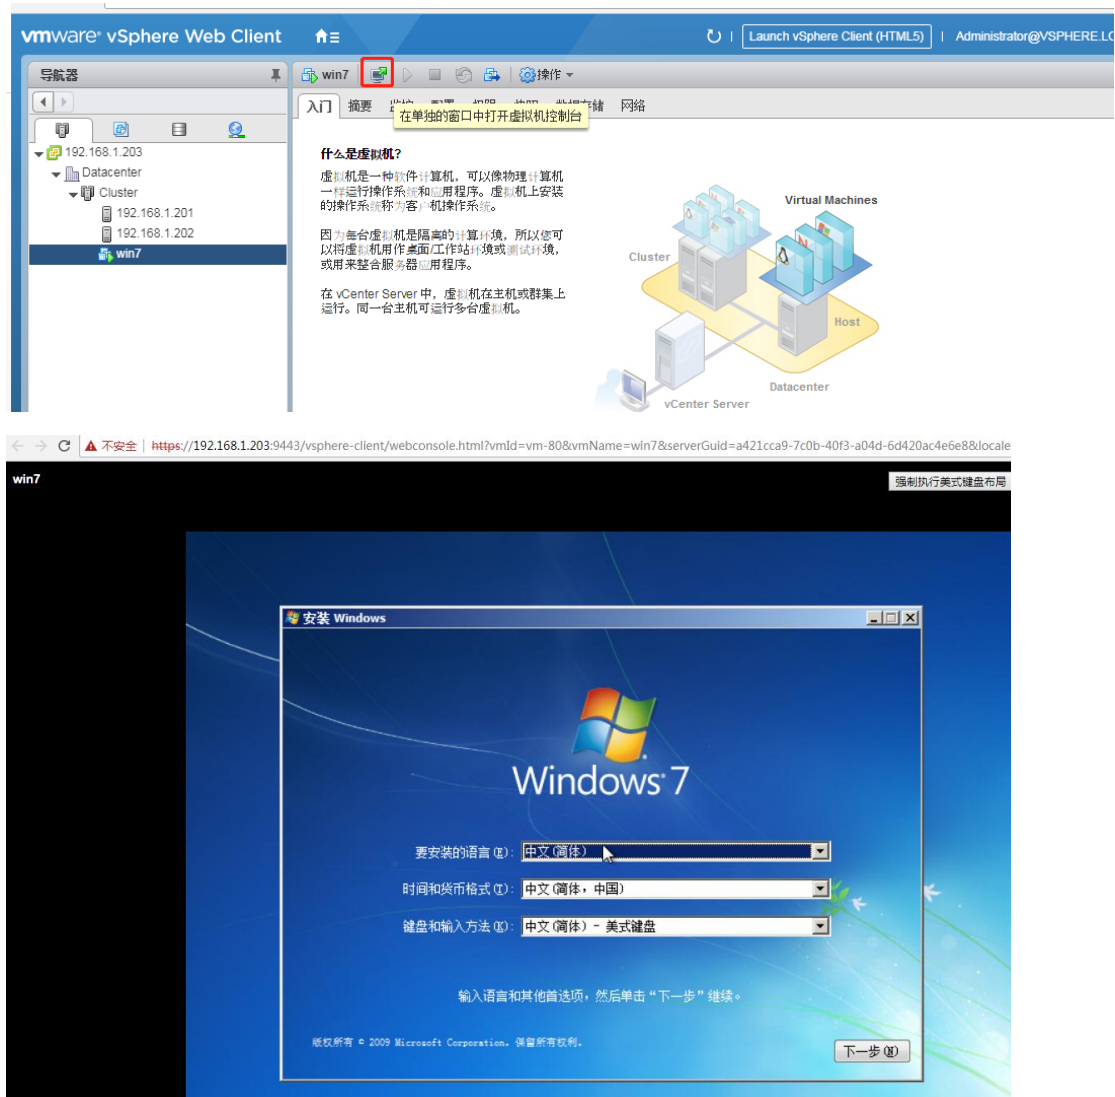 vmware® vSphere Web Client
Launch vSphere Client (HTML5)
Administrator@VSPHERE.LO
导航器
win7
操作
入门 摘要 网络
在单独的窗口中打开虚拟机控制台
192.168.1.203
Datacenter
Cluster
192.168.1.201
192.168.1.202
win7
什么是虚拟机?
虚拟机是一种软件计算机，可以像物理计算机
一样运行操作系统和应用程序。虚拟机上安装
的操作系统称为客户机操作系统。
因为每台虚拟机是隔离的计算环境，所以您可
以将虚拟机用作桌面/工作站环境或测试环境，
或用来整合服务器应用程序。
在 vCenter Server 中，虚拟机在主机或群集上
运行。同一台主机可运行多台虚拟机。
Virtual Machines
Cluster
Host
Datacenter
vCenter Server
不安全 https://192.168.1.203:9443/vsphere-client/webconsole.html?vmId=vm-80&vmName=win7&serverGuid=a421cca9-7c0b-40f3-a04d-6d420ac4e6e8&locale
win7
强制执行美式键盘布局
安装 Windows
Windows® 7
要安装的语言(E): 中文(简体)
时间和货币格式(T): 中文(简体，中国)
键盘和输入方法(K): 中文(简体) - 美式键盘
输入语言和其他首选项，然后单击“下一步”继续。
版权所有 © 2009 Microsoft Corporation。保留所有权利。
下一步(N)